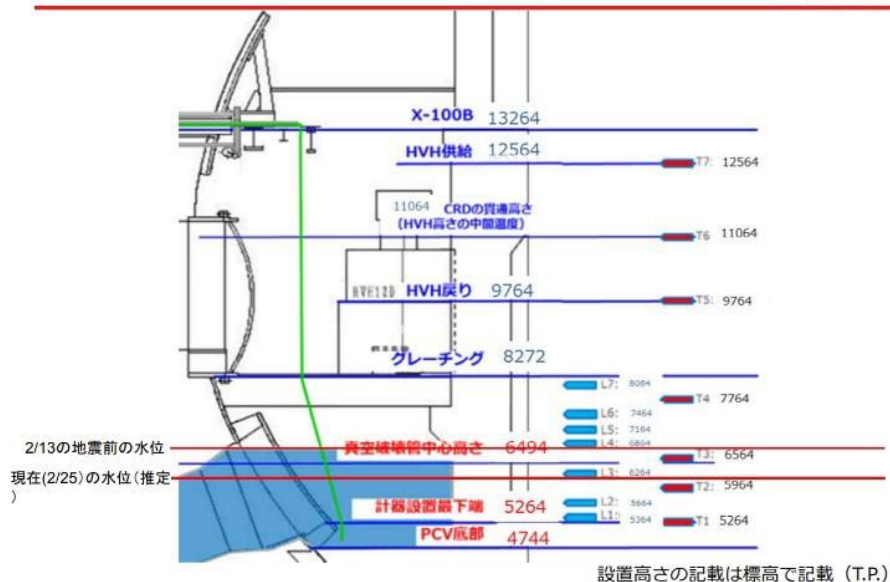 X-100B 13264
HVH供給 12564
T7: 12564
11064 CRDの貫通高さ
(HVH高さの中間温度)
T6 11064
HVH12D
HVH戻り 9764
T5: 9764
グレーチング 8272
L7: 8064
T4 7764
L6: 7464
L5: 7164
L4: 6864
2/13の地震前の水位
真空破壊管中心高さ 6494
T3: 6564
現在(2/25)の水位(推定
)
L3: 6264
T2: 5964
計器設置最下端 5264
L2: 5664
L1: 5364
T1 5264
PCV底部 4744
設置高さの記載は標高で記載 (T.P.)